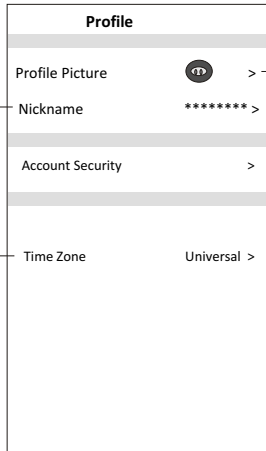 Profile
Profile Picture >
Nickname ******** >
Account Security >
Time Zone Universal >